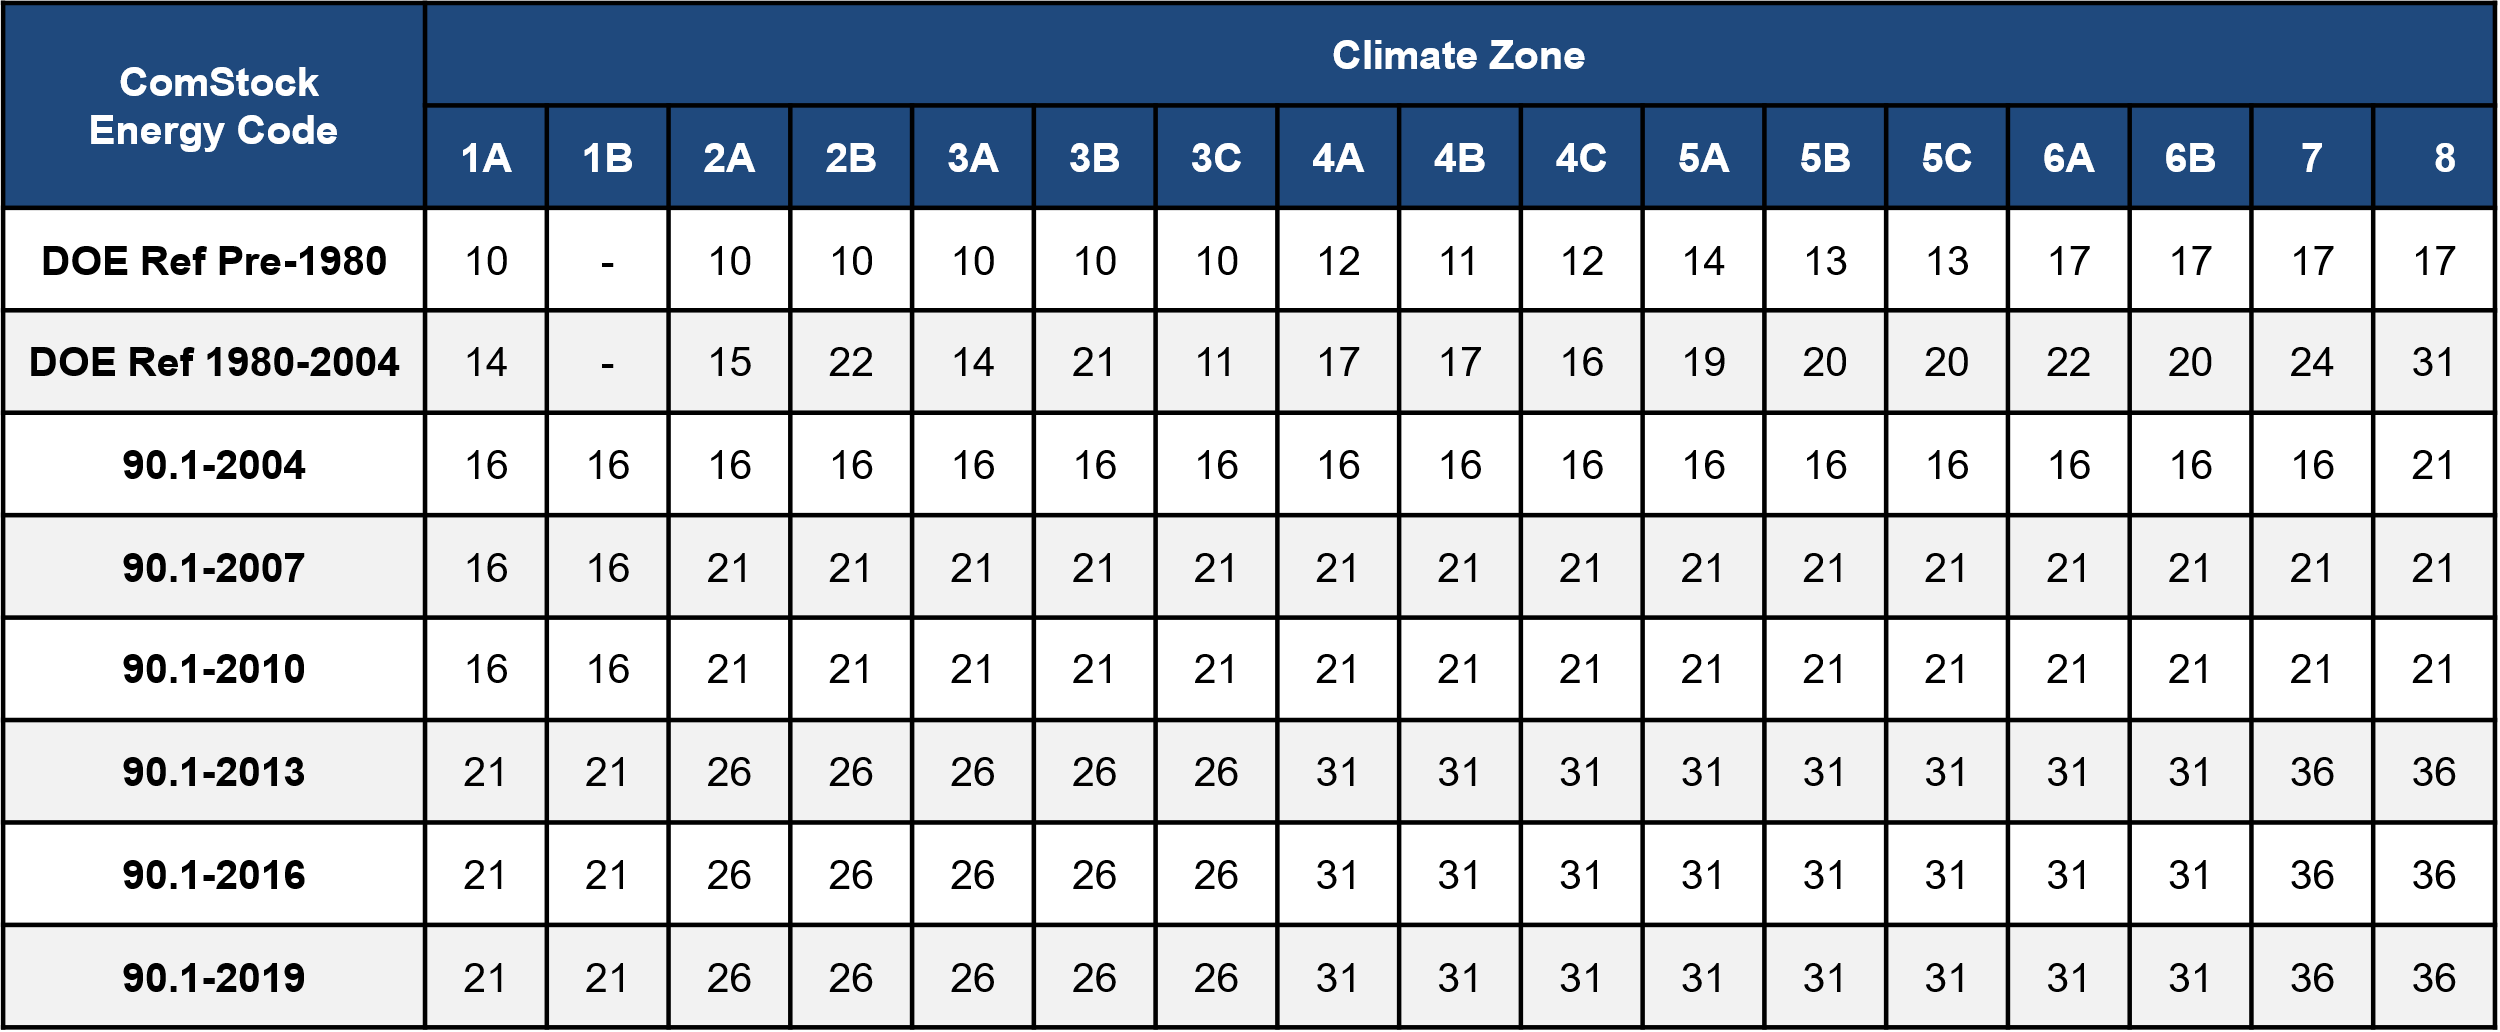 ComStock
Energy Code
Climate Zone
1A 1B 2A 2B 3A 3B 3C 4A 4B 4C 5A 5B 5C 6A 6B 7 8
DOE Ref Pre-1980 10 - 10 10 10 10 10 12 11 12 14 13 13 17 17 17 17
DOE Ref 1980-2004 14 - 15 22 14 21 11 17 17 16 19 20 20 22 20 24 31
90.1-2004 16 16 16 16 16 16 16 16 16 16 16 16 16 16 16 16 21
90.1-2007 16 16 21 21 21 21 21 21 21 21 21 21 21 21 21 21 21
90.1-2010 16 16 21 21 21 21 21 21 21 21 21 21 21 21 21 21 21
90.1-2013 21 21 26 26 26 26 26 31 31 31 31 31 31 31 31 36 36
90.1-2016 21 21 26 26 26 26 26 31 31 31 31 31 31 31 31 36 36
90.1-2019 21 21 26 26 26 26 26 31 31 31 31 31 31 31 31 36 36